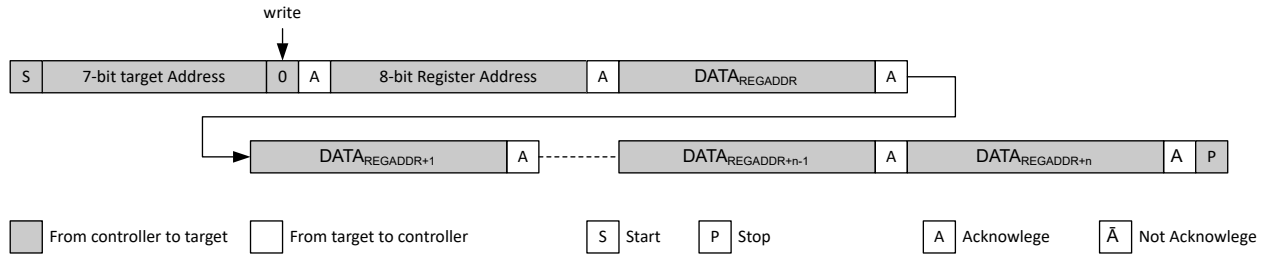 write
S 7-bit target Address 0 A 8-bit Register Address A DATAREGADDR A
DATAREGADDR+1 A DATAREGADDR+n-1 A DATAREGADDR+n A P
From controller to target From target to controller S Start P Stop A Acknowlege Ā Not Acknowlege